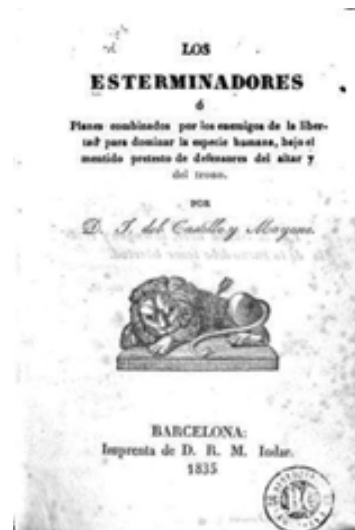 LOS
ESTERMINADORES
ó
Planes combinados por los enemigos de la liber-
tad para dominar la especie humana, bajo el
mentido pretesto de defensores del altar y
del trono.
POR
D. J. del Castillo y Mayone.
BARCELONA:
Imprenta de D. R. M. Indar.
1835